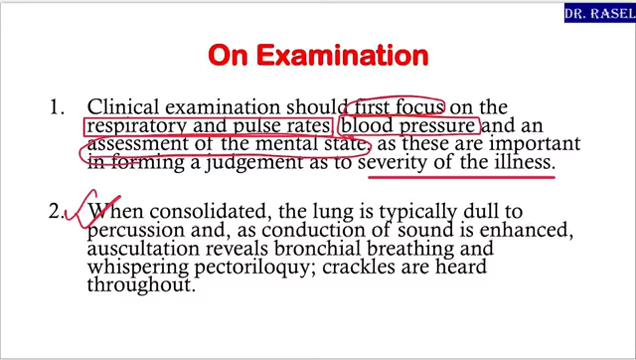 DR. RASEL
On Examination
1. Clinical examination should first focus on the
respiratory and pulse rates, blood pressure and an
assessment of the mental state, as these are important
in forming a judgement as to severity of the illness.
2. When consolidated, the lung is typically dull to
percussion and, as conduction of sound is enhanced,
auscultation reveals bronchial breathing and
whispering pectoriloquy; crackles are heard
throughout.